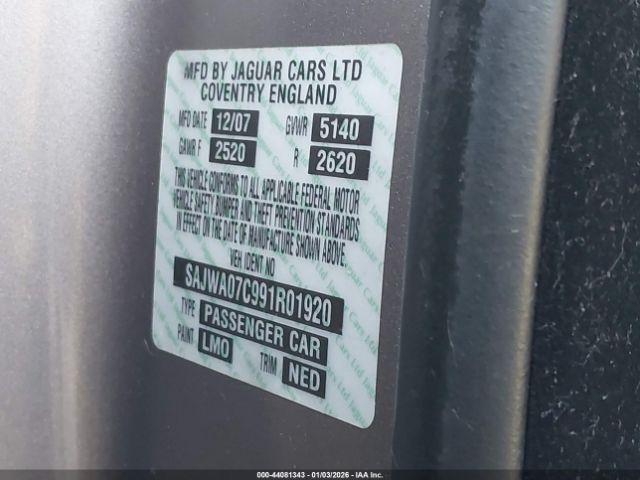 MFD BY JAGUAR CARS LTD
COVENTRY ENGLAND
MFD DATE 12/07 GVWR 5140
GAWR F 2520 R 2620
THIS VEHICLE CONFORMS TO ALL APPLICABLE FEDERAL MOTOR
VEHICLE SAFETY, BUMPER AND THEFT PREVENTION STANDARDS
IN EFFECT ON THE DATE OF MANUFACTURE SHOWN ABOVE.
VEH IDENT NO
SAJWA07C991R01920
TYPE PASSENGER CAR
PAINT LMO TRIM NED
000-44081343 - 01/03/2026 - IAA Inc.